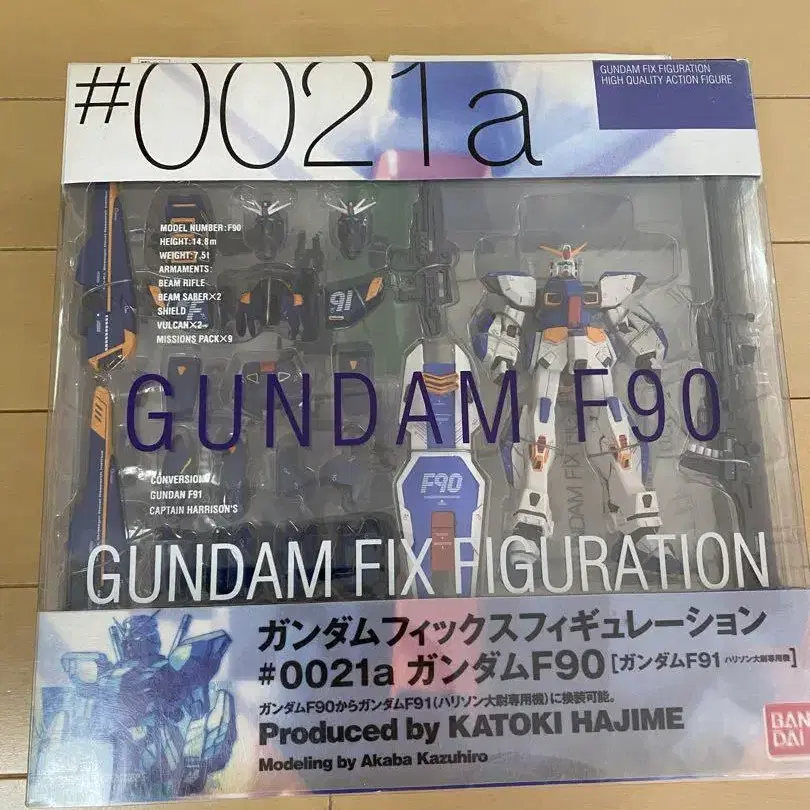 #0021a
GUNDAM FIX FIGURATION
HIGH QUALITY ACTION FIGURE
MODEL NUMBER:F90
HEIGHT:14.8m
WEIGHT:7.5t
ARMAMENTS:
BEAM RIFLE
BEAM SABER×2
SHIELD
VULCAN×2
MISSIONS PACK×9
91
F
GUNDAM F90
CONVERSION/
GUNDAN F91
CAPTAIN HARRISON'S
F90
GUNDAM FIX FIGURATION
ガンダムフィックスフィギュレーション
#0021a ガンダムF90[ガンダムF91 ハリソン大尉専用機]
ガンダムF90からガンダムF91(ハリソン大尉専用機)に換装可能。
Produced by KATOKI HAJIME
Modeling by Akaba Kazuhiro
BAN
DAI